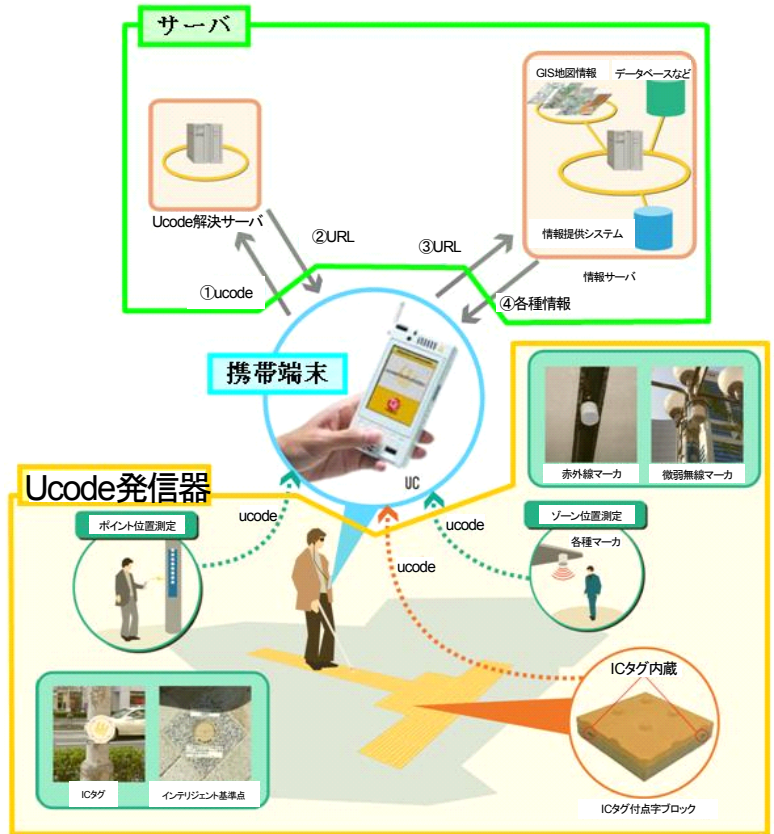 サーバ
GIS地図情報
データベースなど
Ucode解決サーバ
②URL
③URL
情報提供システム
情報サーバ
①ucode
④各種情報
携帯端末
UC
赤外線マーカ
微弱無線マーカ
Ucode発信器
ポイント位置測定
ucode
ucode
ゾーン位置測定
各種マーカ
ucode
ICタグ内蔵
ICタグ
インテリジェント基準点
ICタグ付点字ブロック